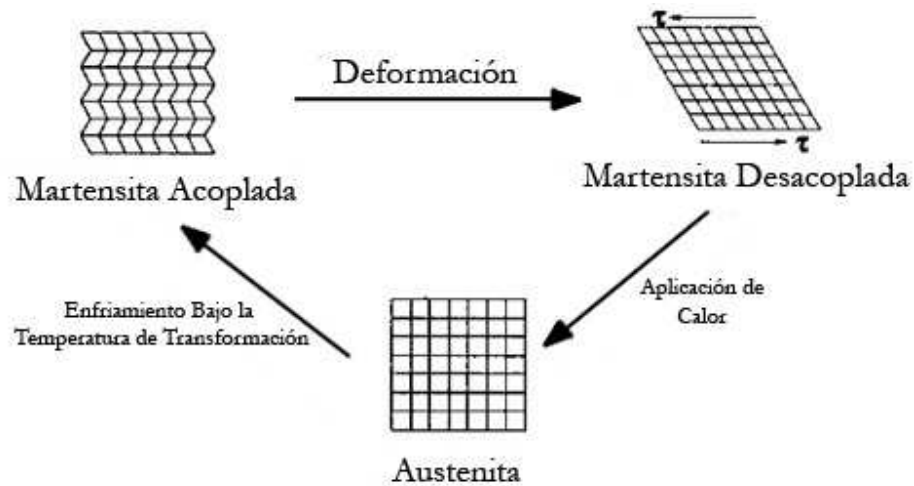 τ
Deformación
τ
Martensita Acoplada
Martensita Desacoplada
Enfriamiento Bajo la
Temperatura de Transformación
Aplicación de
Calor
Austenita